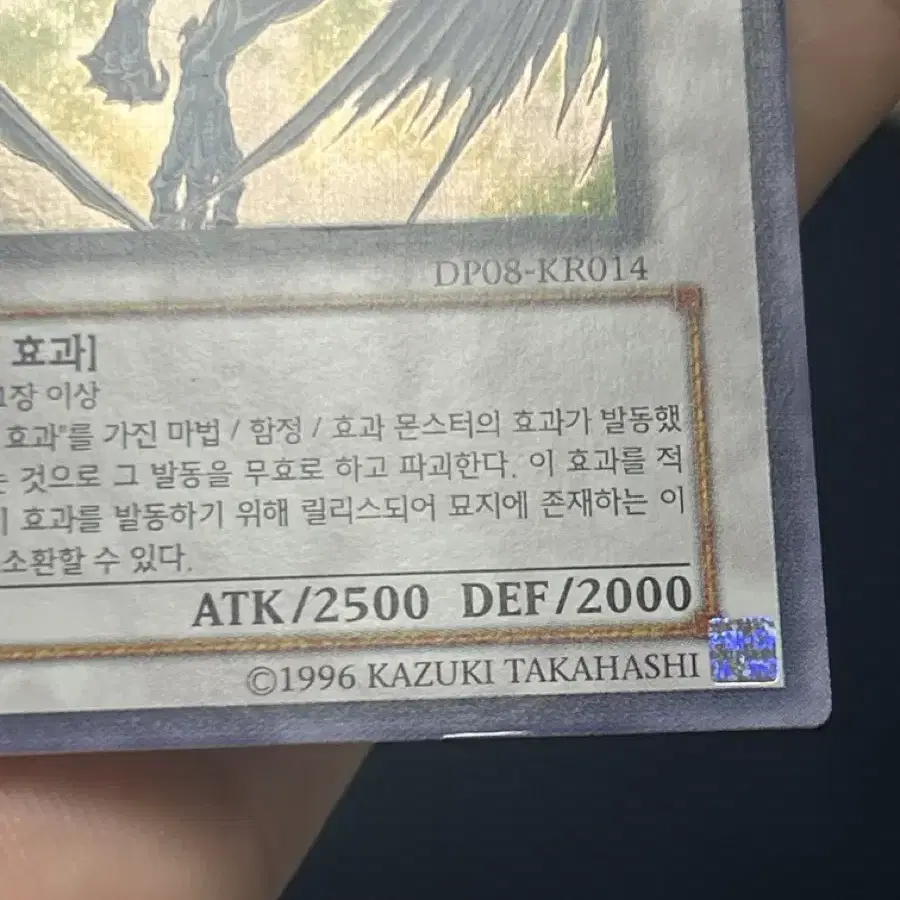 DP08-KR014
효과]
1장 이상
효과"를 가진 마법 / 함정 / 효과 몬스터의 효과가 발동했
는 것으로 그 발동을 무효로 하고 파괴한다. 이 효과를 적
효과를 발동하기 위해 릴리스되어 묘지에 존재하는 이
소환할 수 있다.
ATK/2500 DEF/2000
©1996 KAZUKI TAKAHASHI